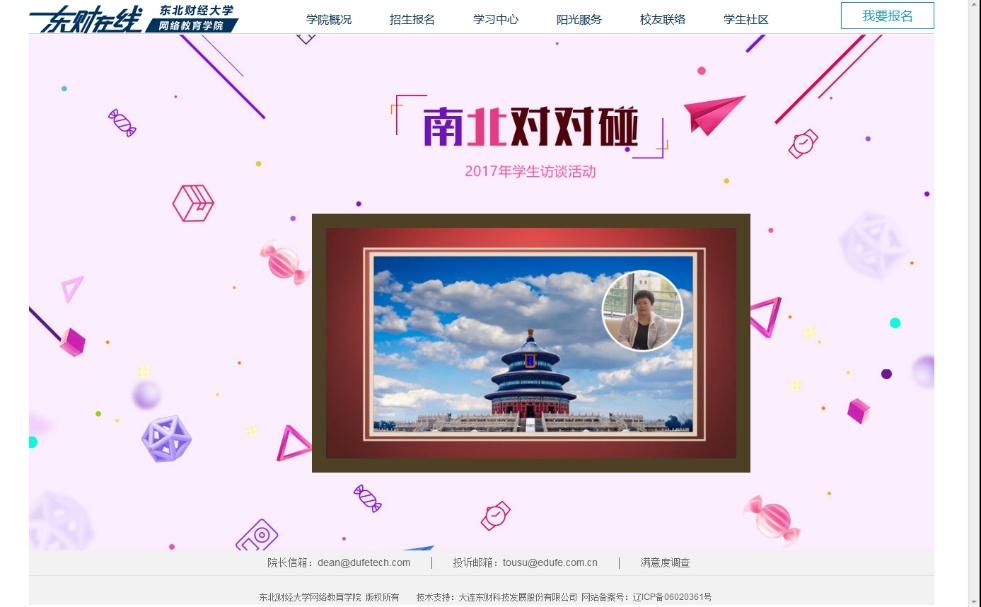 东财在线 东北财经大学
网络教育学院
学院概况 招生报名 学习中心 阳光服务 校友联络 学生社区 我要报名
南北对对碰
2017年学生访谈活动
院长信箱：dean@dufetech.com | 投诉邮箱：tousu@edufe.com.cn | 满意度调查
东北财经大学网络教育学院 版权所有 技术支持：大连东财科技发展股份有限公司 网站备案号：辽ICP备06020361号